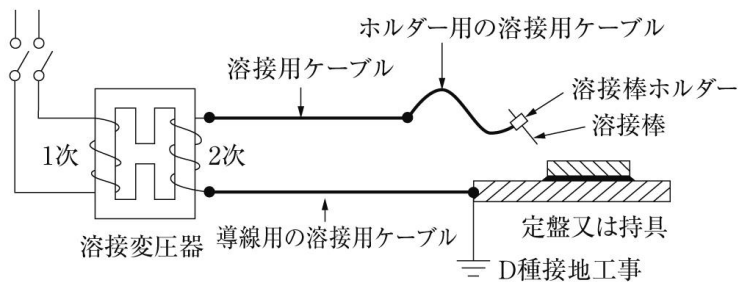 ホルダー用の溶接用ケーブル
溶接用ケーブル
溶接棒ホルダー
溶接棒
1次
2次
定盤又は持具
導線用の溶接用ケーブル
溶接変圧器
D種接地工事